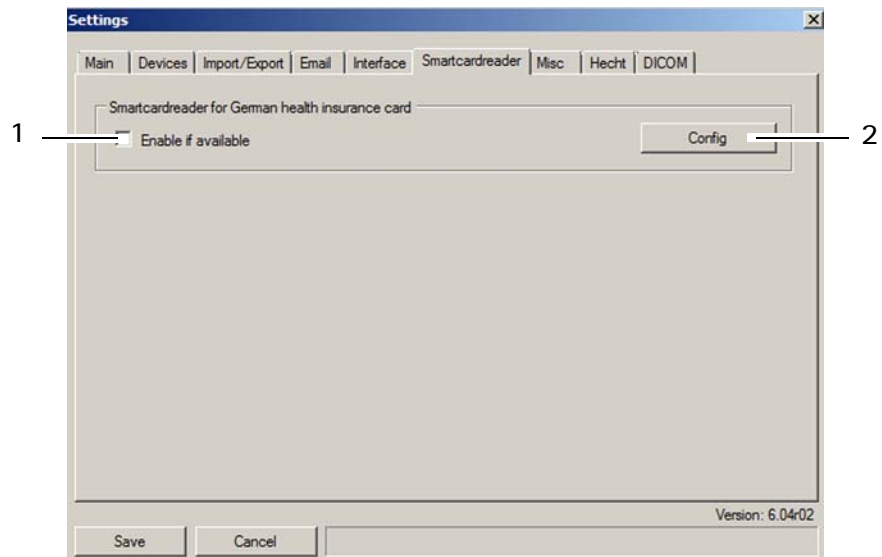 Settings
Main Devices Import/Export Email Interface Smartcardreader Misc Hecht DICOM
Smartcardreader for German health insurance card
1 Enable if available Config 2
Version: 6.04r02
Save Cancel